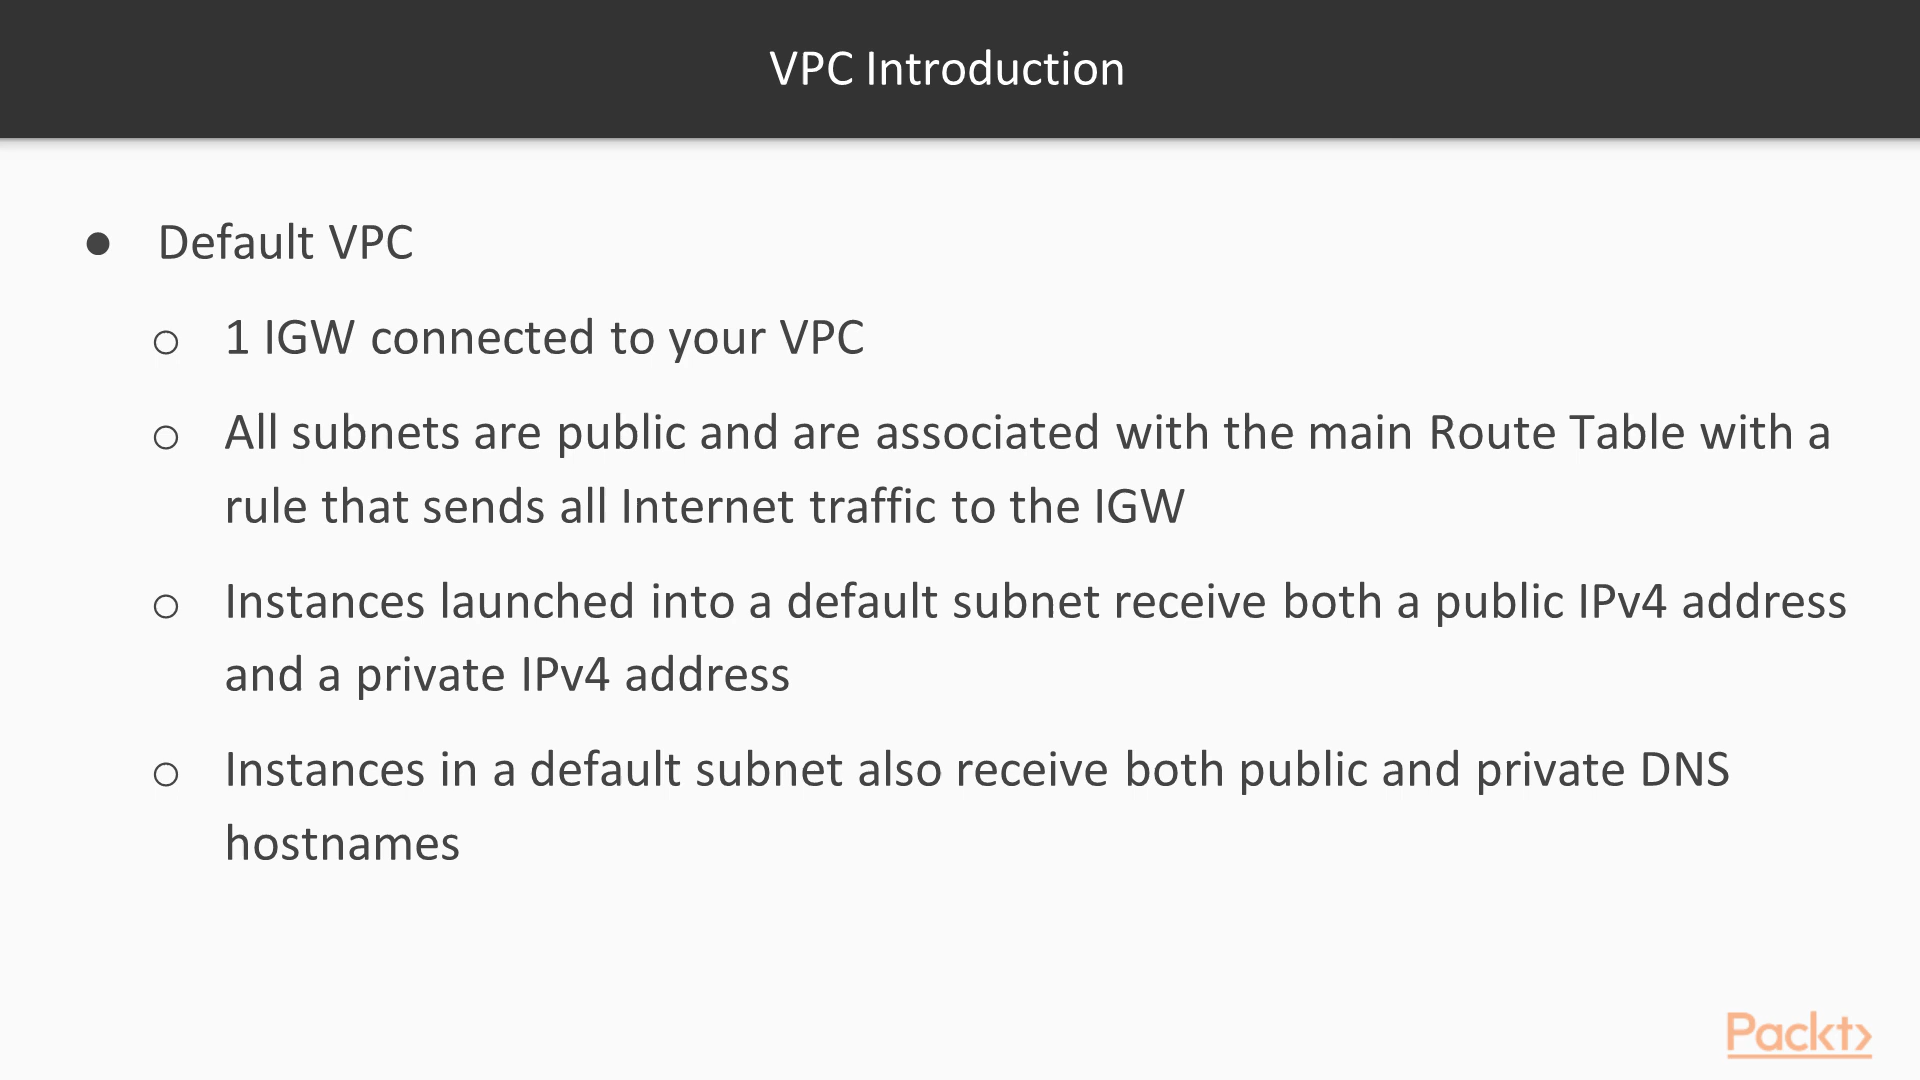 VPC Introduction
● Default VPC
○ 1 IGW connected to your VPC
○ All subnets are public and are associated with the main Route Table with a
rule that sends all Internet traffic to the IGW
○ Instances launched into a default subnet receive both a public IPv4 address
and a private IPv4 address
○ Instances in a default subnet also receive both public and private DNS
hostnames
Packt>